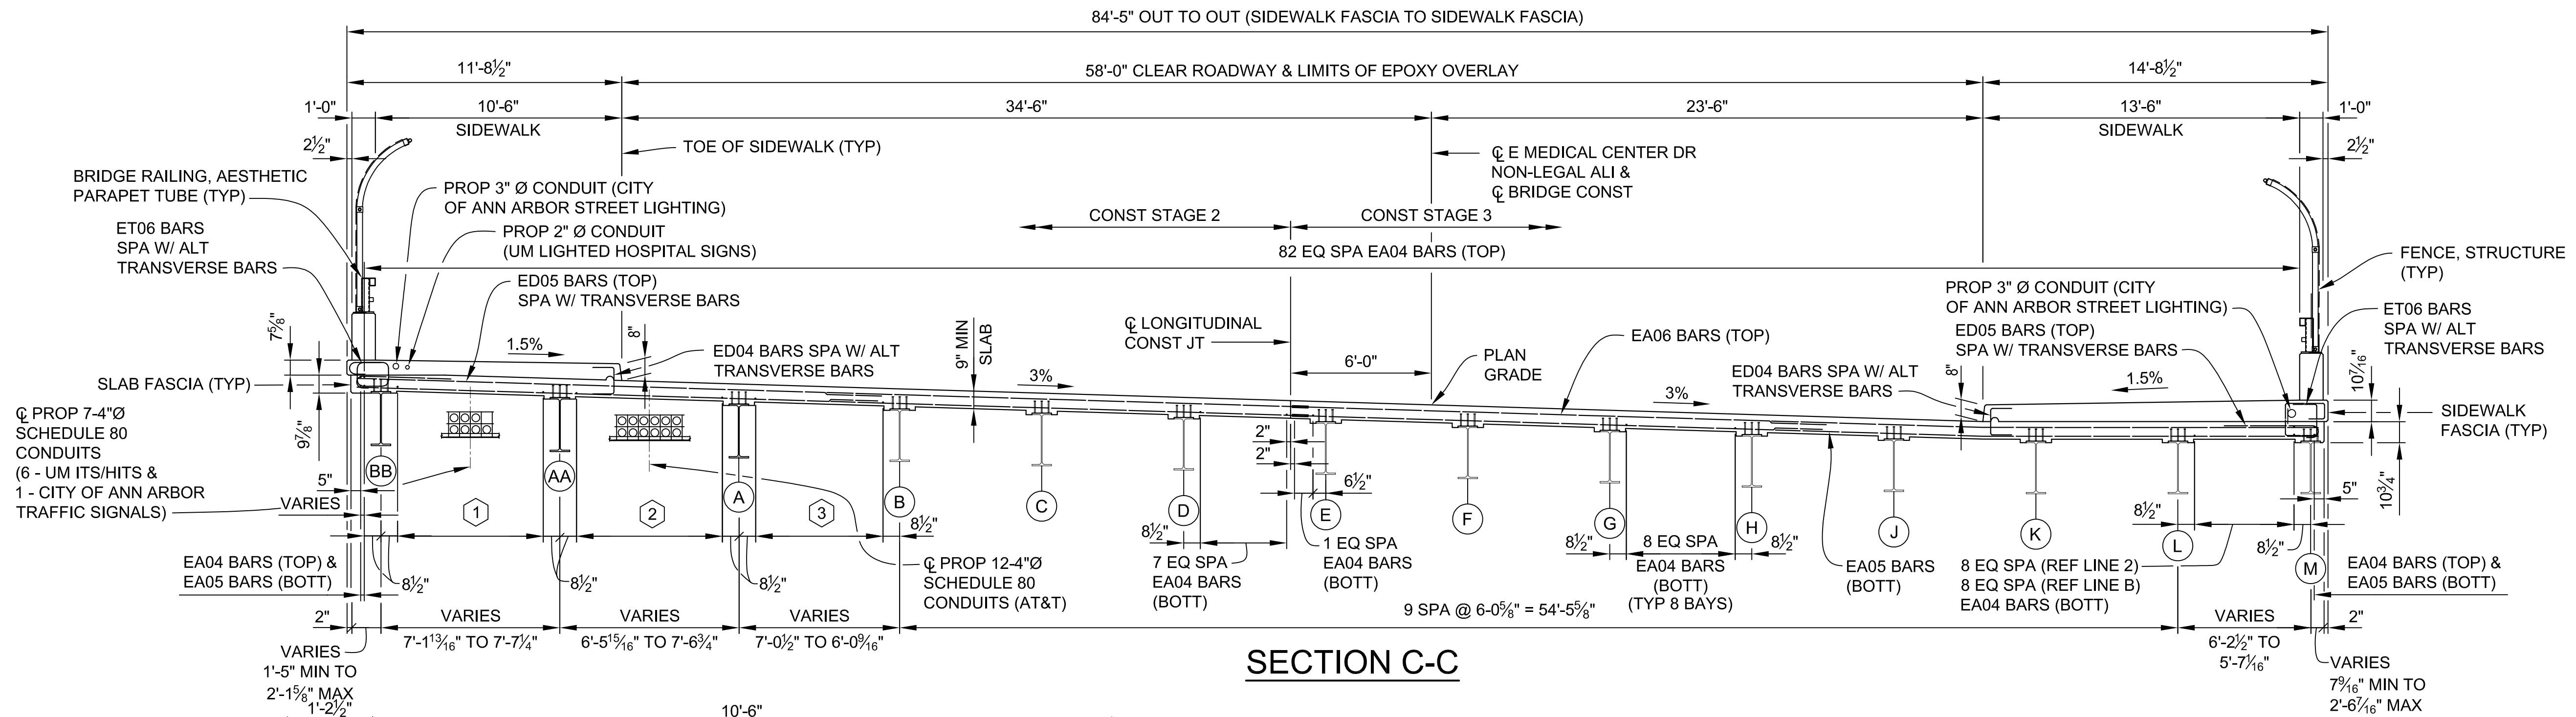 84'-5" OUT TO OUT (SIDEWALK FASCIA TO SIDEWALK FASCIA)
11'-8½"
58'-0" CLEAR ROADWAY & LIMITS OF EPOXY OVERLAY
14'-8½"
1'-0"
10'-6"
SIDEWALK
34'-6"
23'-6"
13'-6"
SIDEWALK
1'-0"
2½"
2½"
TOE OF SIDEWALK (TYP)
℄ E MEDICAL CENTER DR
NON-LEGAL ALI &
℄ BRIDGE CONST
BRIDGE RAILING, AESTHETIC
PARAPET TUBE (TYP)
PROP 3" Ø CONDUIT (CITY
OF ANN ARBOR STREET LIGHTING)
PROP 2" Ø CONDUIT
(UM LIGHTED HOSPITAL SIGNS)
ET06 BARS
SPA W/ ALT
TRANSVERSE BARS
CONST STAGE 2
CONST STAGE 3
82 EQ SPA EA04 BARS (TOP)
FENCE, STRUCTURE
(TYP)
ED05 BARS (TOP)
SPA W/ TRANSVERSE BARS
PROP 3" Ø CONDUIT (CITY
OF ANN ARBOR STREET LIGHTING)
ED05 BARS (TOP)
SPA W/ TRANSVERSE BARS
ET06 BARS
SPA W/ ALT
TRANSVERSE BARS
7⅝"
1.5%
8"
ED04 BARS SPA W/ ALT
TRANSVERSE BARS
9" MIN
SLAB
℄ LONGITUDINAL
CONST JT
EA06 BARS (TOP)
6'-0"
PLAN
GRADE
ED04 BARS SPA W/ ALT
TRANSVERSE BARS
8"
1.5%
10⁷⁄₁₆"
SLAB FASCIA (TYP)
3%
3%
SIDEWALK
FASCIA (TYP)
9⅞"
10¾"
℄ PROP 7-4"Ø
SCHEDULE 80
CONDUITS
(6 - UM ITS/HITS &
1 - CITY OF ANN ARBOR
TRAFFIC SIGNALS)
5"
VARIES
BB
1
AA
2
A
3
B
C
D
E
F
G
H
J
K
L
M
2"
2"
6½"
5"
8½"
8½"
8½"
8½"
8½"
8½"
8½"
8½"
8½"
8½"
EA04 BARS (TOP) &
EA05 BARS (BOTT)
℄ PROP 12-4"Ø
SCHEDULE 80
CONDUITS (AT&T)
7 EQ SPA
EA04 BARS
(BOTT)
1 EQ SPA
EA04 BARS
(BOTT)
8 EQ SPA
EA04 BARS
(BOTT)
(TYP 8 BAYS)
EA05 BARS
(BOTT)
8 EQ SPA (REF LINE 2)
8 EQ SPA (REF LINE B)
EA04 BARS (BOTT)
EA04 BARS (TOP) &
EA05 BARS (BOTT)
2"
VARIES
7'-1¹³⁄₁₆" TO 7'-7¼"
VARIES
6'-5¹⁵⁄₁₆" TO 7'-6¾"
VARIES
7'-0½" TO 6'-0⁹⁄₁₆"
9 SPA @ 6-0⅝" = 54'-5⅝"
VARIES
6'-2½" TO
5'-7¹⁄₁₆"
2"
VARIES
1'-5" MIN TO
2'-1⅝" MAX
VARIES
7⁹⁄₁₆" MIN TO
2'-6⁷⁄₁₆" MAX
SECTION C-C
1'-2½"
10'-6"